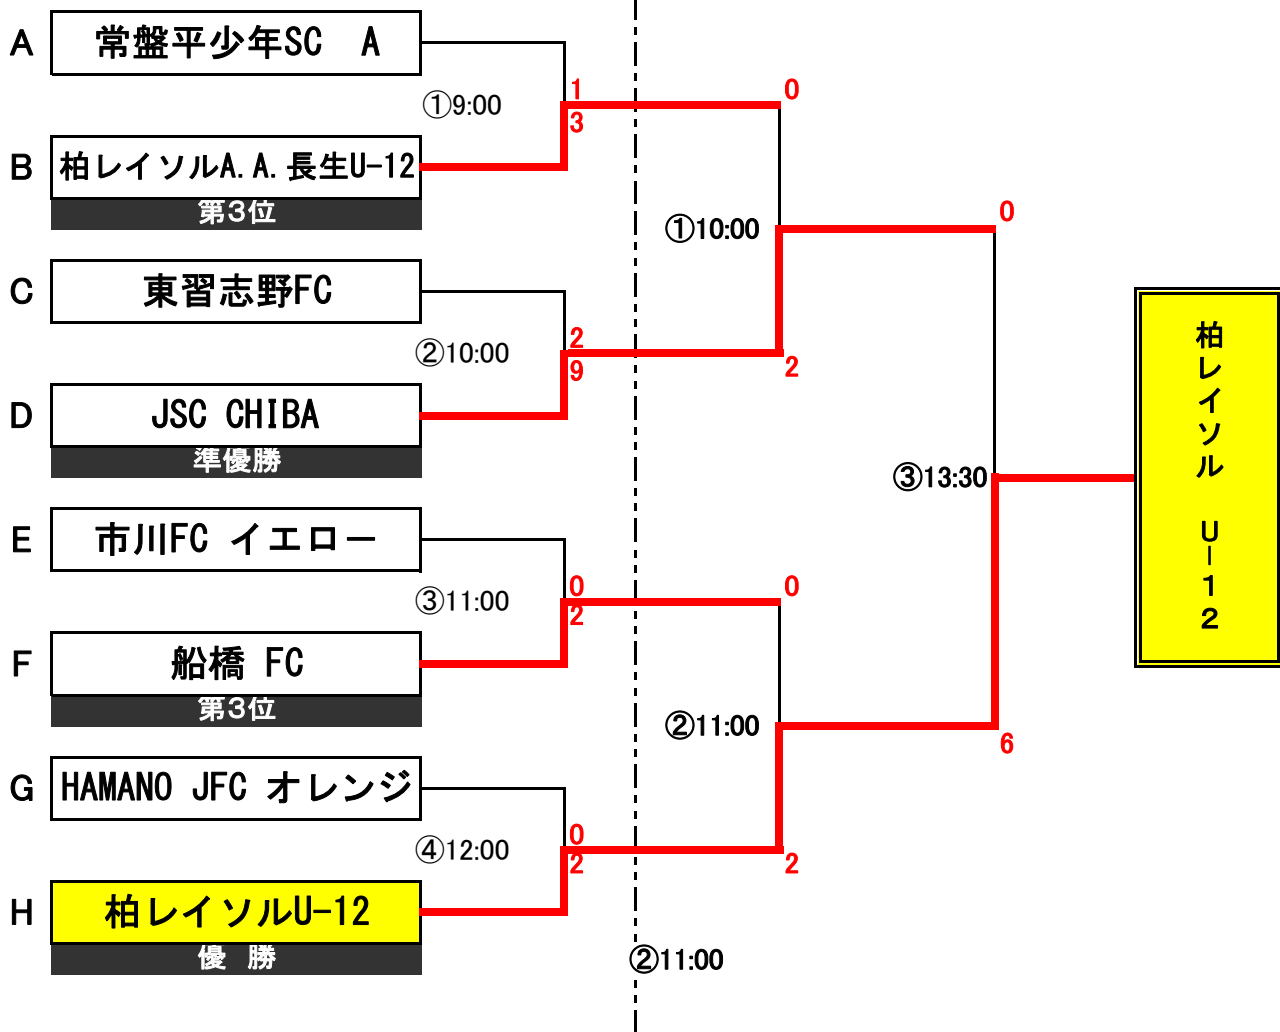 A
常盤平少年SC　A
①9:00
1
3
0
B
柏レイソルA.A.長生U-12
第3位
①10:00
0
C
東習志野FC
②10:00
2
9
2
D
JSC CHIBA
準優勝
③13:30
柏レイソル　U－12
E
市川FC イエロー
③11:00
0
2
0
F
船橋 FC
第3位
②11:00
6
G
HAMANO JFC オレンジ
④12:00
0
2
2
H
柏レイソルU-12
優　勝
②11:00